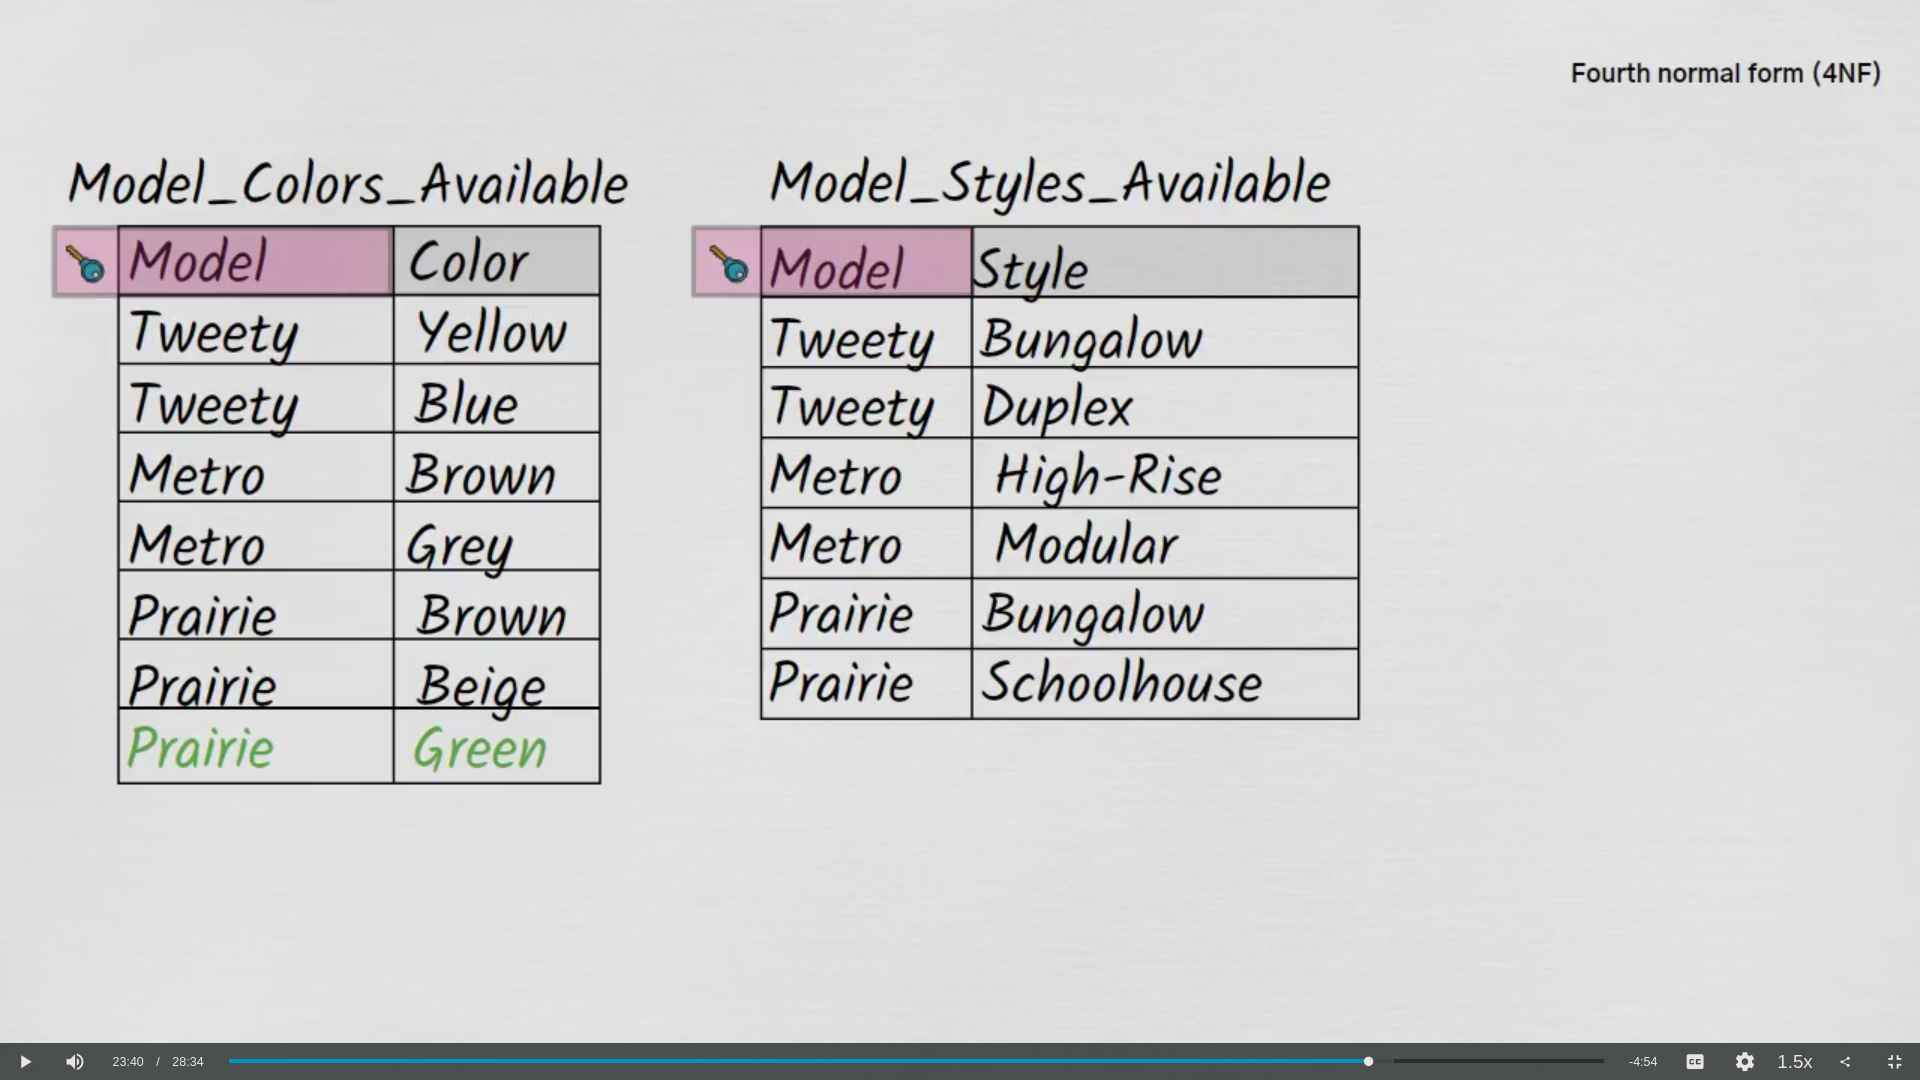 Fourth normal form (4NF)
Model_Colors_Available
Model Color
Tweety Yellow
Tweety Blue
Metro Brown
Metro Grey
Prairie Brown
Prairie Beige
Prairie Green
Model_Styles_Available
Model Style
Tweety Bungalow
Tweety Duplex
Metro High-Rise
Metro Modular
Prairie Bungalow
Prairie Schoolhouse
23:40 / 28:34 -4:54 CC 1.5x